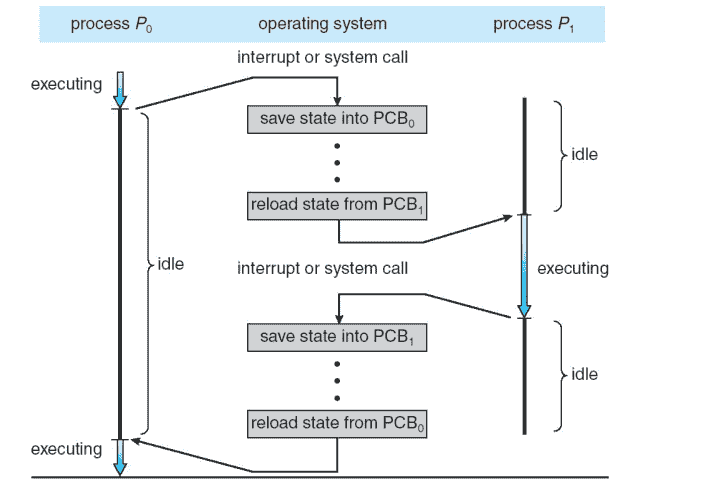 process P₀
operating system
process P₁
interrupt or system call
executing
save state into PCB₀
idle
reload state from PCB₁
idle
interrupt or system call
executing
save state into PCB₁
idle
reload state from PCB₀
executing